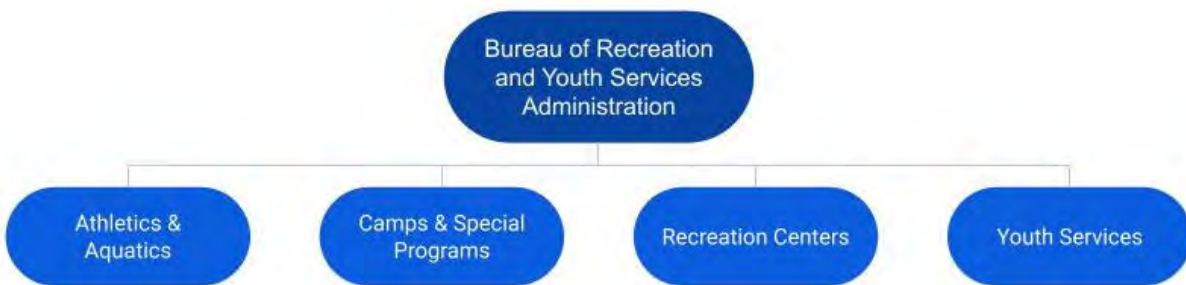 Bureau of Recreation
and Youth Services
Administration
Athletics &
Aquatics
Camps & Special
Programs
Recreation Centers
Youth Services